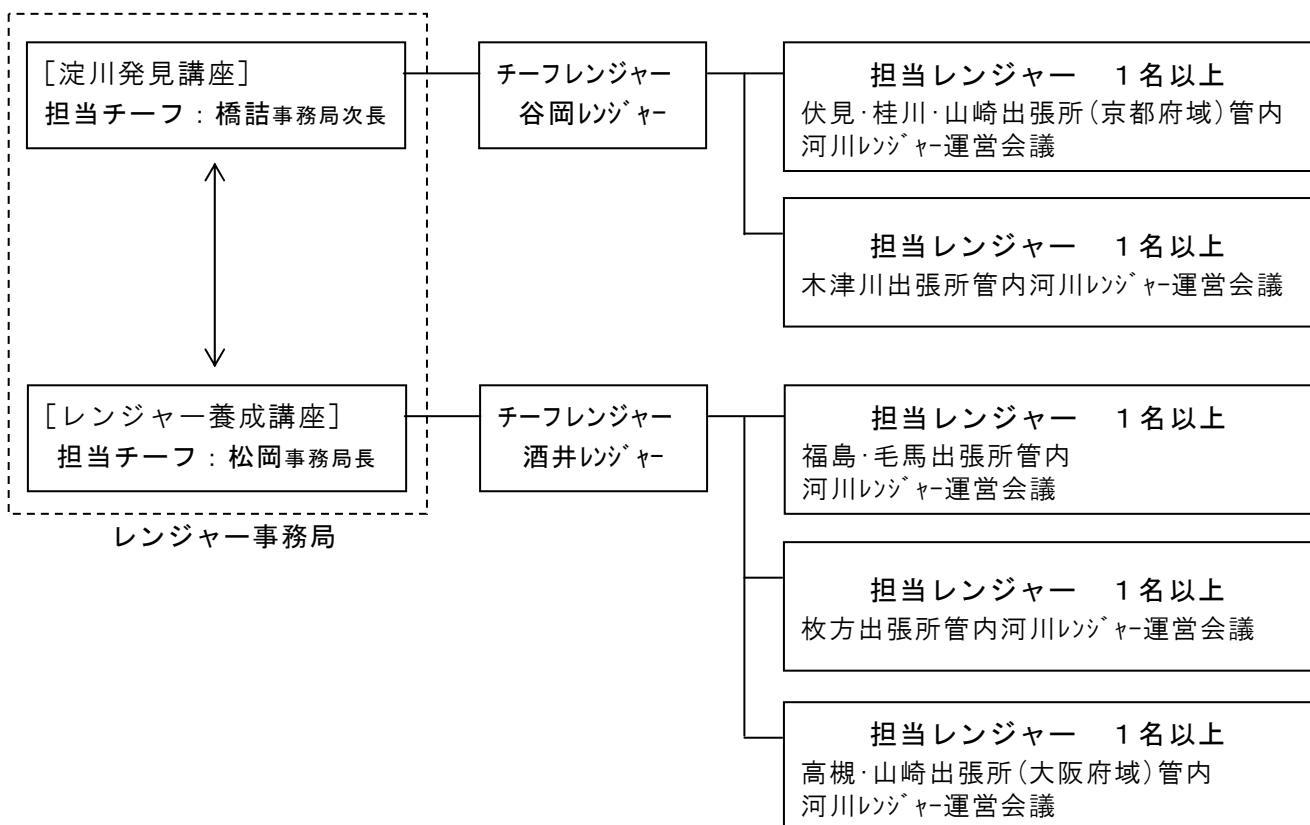 [淀川発見講座]
担当チーフ：橋詰事務局次長
チーフレンジャー
谷岡ﾚﾝｼﾞｬｰ
担当レンジャー　１名以上
伏見･桂川･山崎出張所(京都府域)管内
河川ﾚﾝｼﾞｬｰ運営会議
担当レンジャー　１名以上
木津川出張所管内河川ﾚﾝｼﾞｬｰ運営会議
[レンジャー養成講座]
担当チーフ：松岡事務局長
チーフレンジャー
酒井ﾚﾝｼﾞｬｰ
担当レンジャー　１名以上
福島･毛馬出張所管内
河川ﾚﾝｼﾞｬｰ運営会議
レンジャー事務局
担当レンジャー　１名以上
枚方出張所管内河川ﾚﾝｼﾞｬｰ運営会議
担当レンジャー　１名以上
高槻･山崎出張所(大阪府域)管内
河川ﾚﾝｼﾞｬｰ運営会議